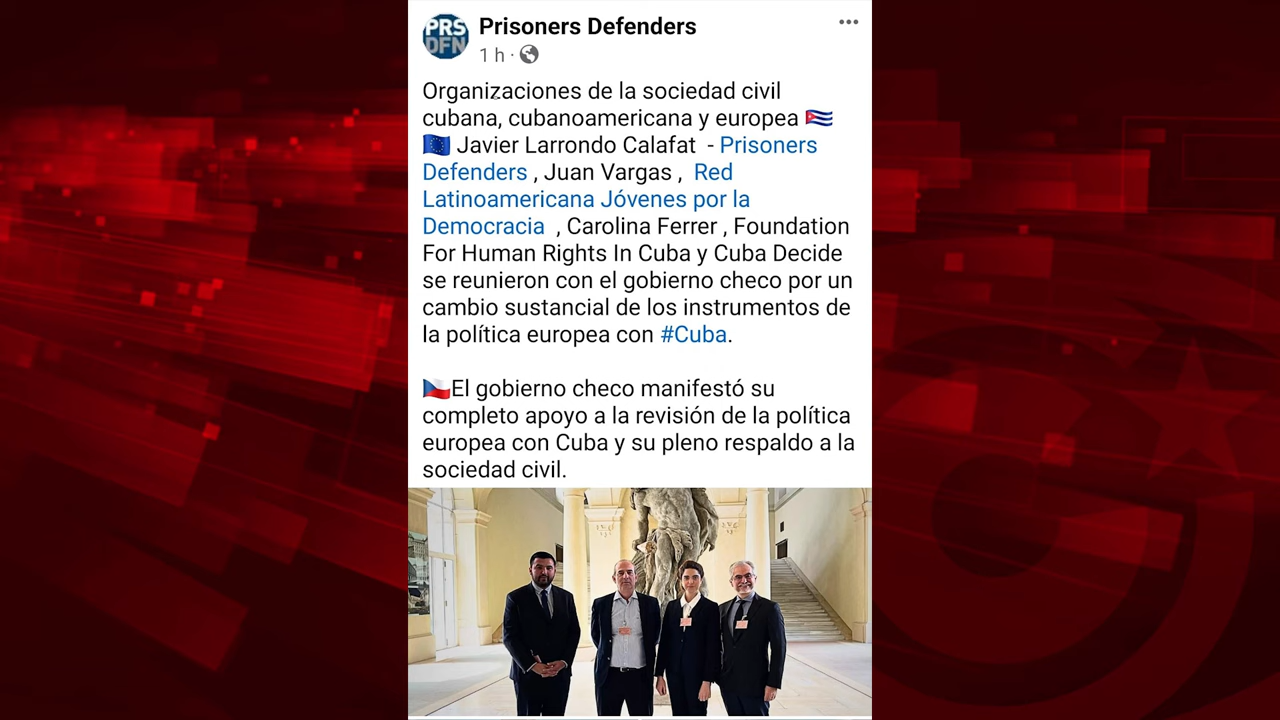 PRS
DFN
Prisoners Defenders
1 h ·
Organizaciones de la sociedad civil
cubana, cubanoamericana y europea 🇨🇺
🇪🇺 Javier Larrondo Calafat - Prisoners
Defenders , Juan Vargas , Red
Latinoamericana Jóvenes por la
Democracia , Carolina Ferrer , Foundation
For Human Rights In Cuba y Cuba Decide
se reunieron con el gobierno checo por un
cambio sustancial de los instrumentos de
la política europea con #Cuba.
🇨🇿El gobierno checo manifestó su
completo apoyo a la revisión de la política
europea con Cuba y su pleno respaldo a la
sociedad civil.